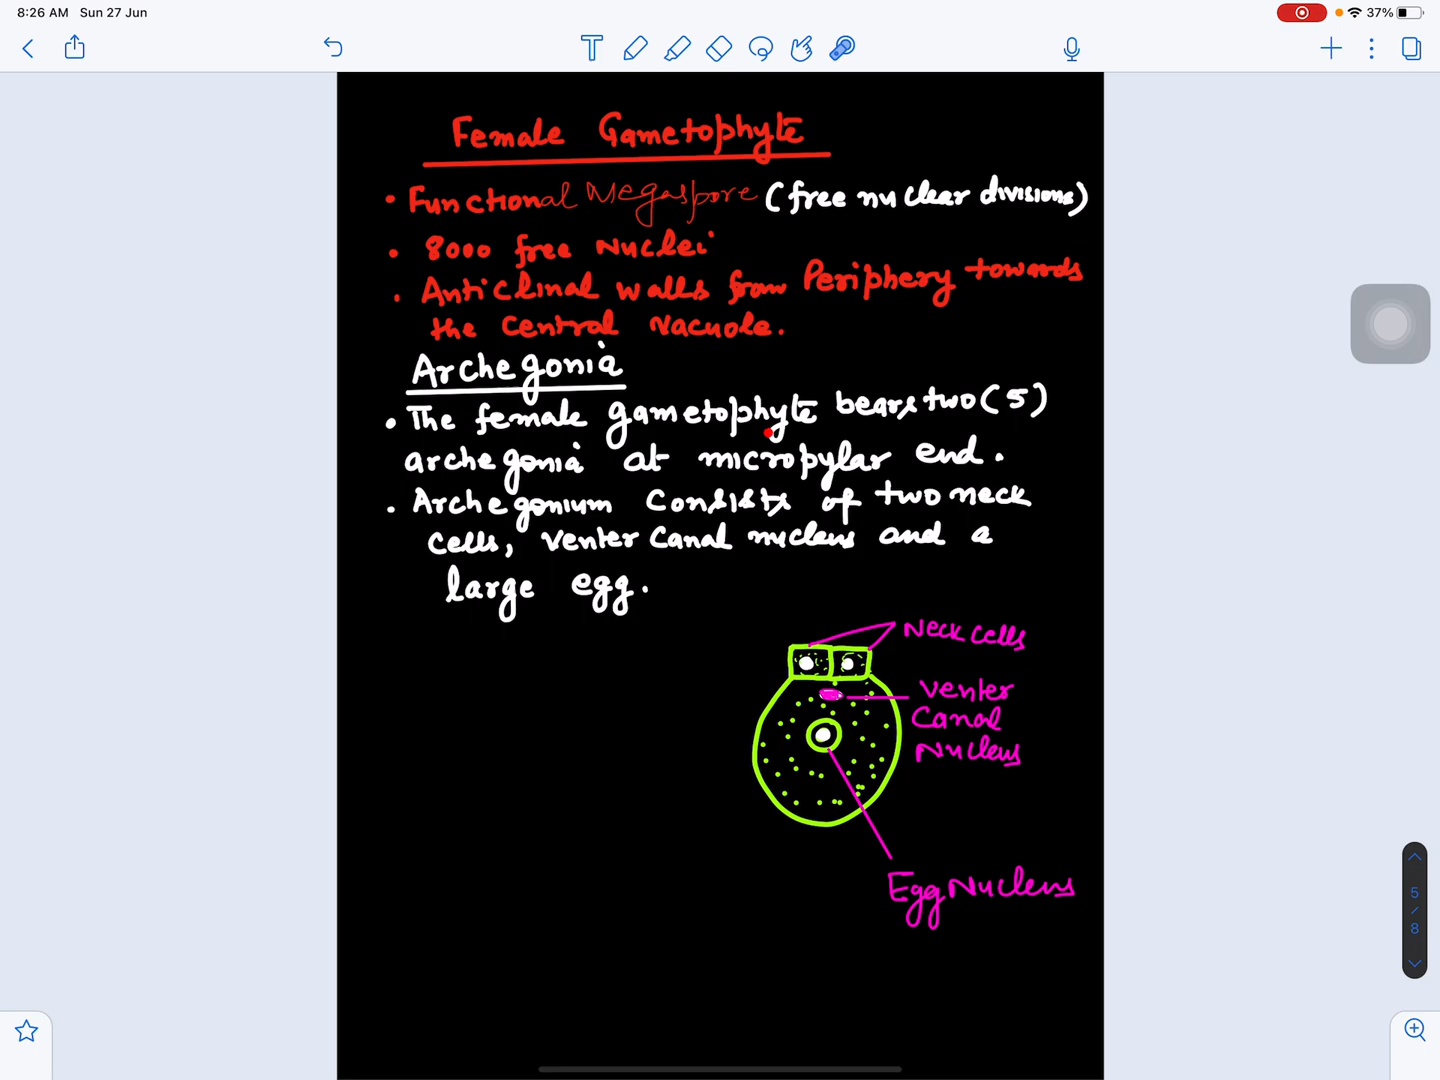 8:26 AM Sun 27 Jun
37%
Female Gametophyte
• Functional Megaspore (free nuclear divisions)
• 8000 free Nuclei
• Anticlinal walls from Periphery towards
the central vacuole.
Archegonia
• The female gametophyte bears two (5)
archegonia at micropylar end.
• Archegonium consists of two neck
cells, venter canal nucleus and a
large egg.
Neck cells
Venter
Canal
Nucleus
Egg Nucleus
5
/
8